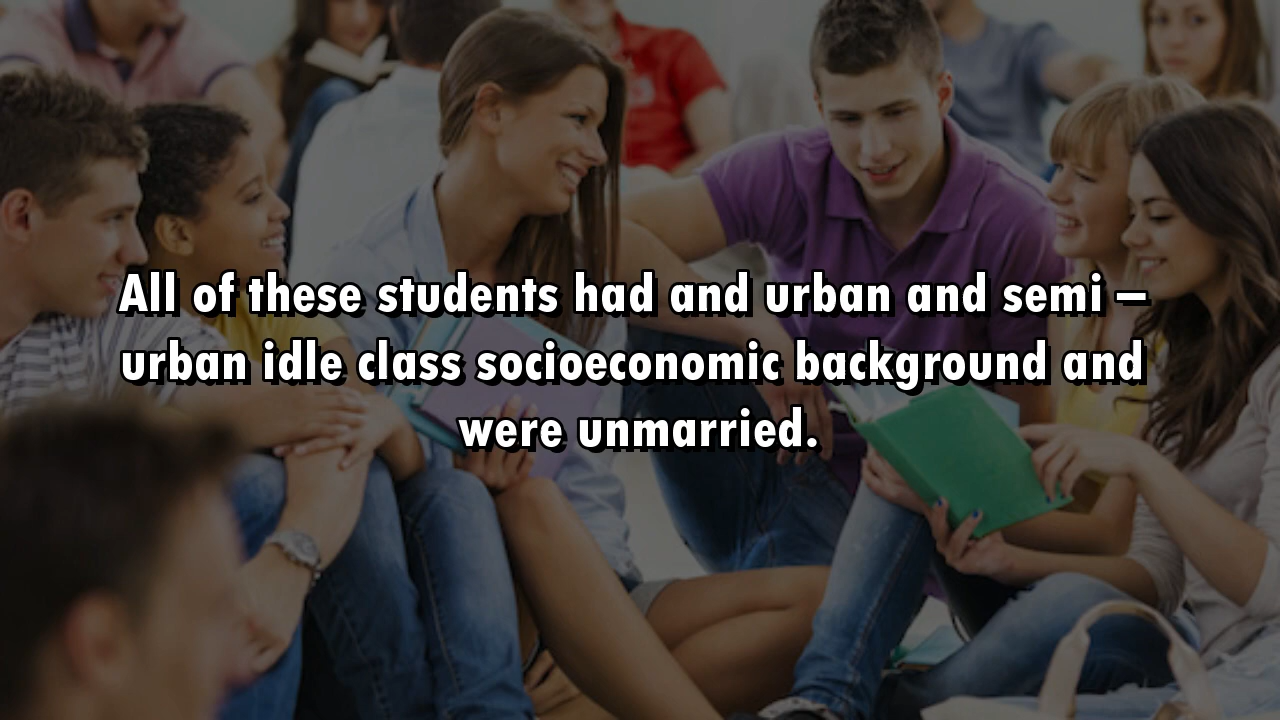 All of these students had and urban and semi –
urban idle class socioeconomic background and
were unmarried.